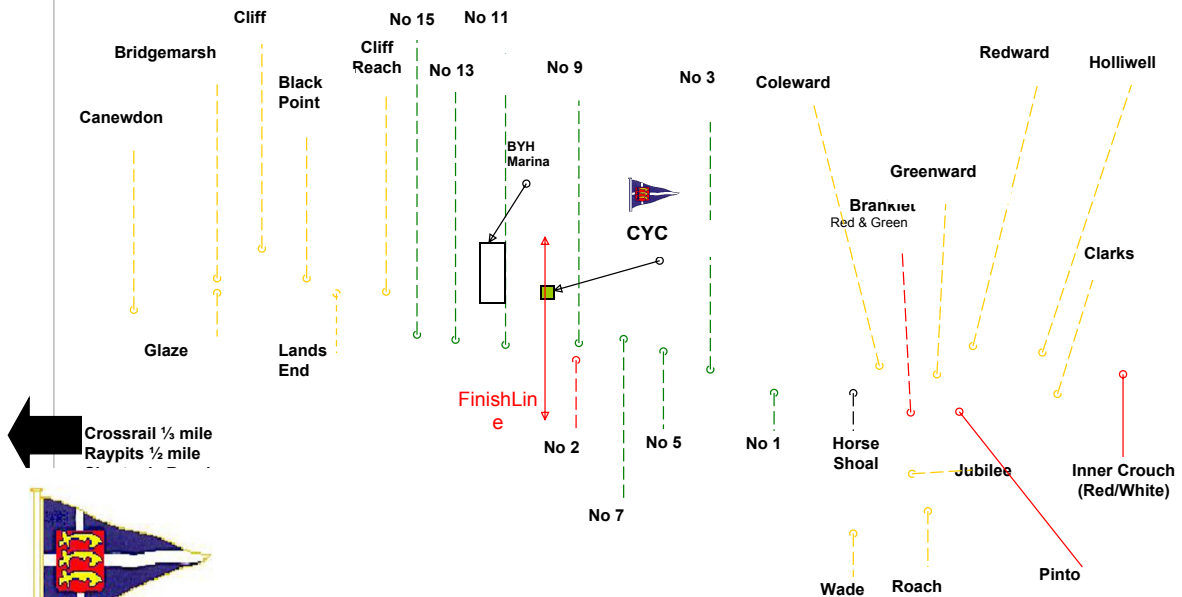 Cliff
No 15
No 11
Bridgemarsh
Cliff
Reach
No 13
No 9
No 3
Redward
Holliwell
Black
Point
Coleward
Canewdon
BYH
Marina
Greenward
Branklet
Red & Green
CYC
Clarks
Glaze
Lands
End
FinishLin
e
No 2
No 5
No 1
Horse
Shoal
Jubilee
Inner Crouch
(Red/White)
Crossrail ⅓ mile
Raypits ½ mile
No 7
Wade
Roach
Pinto